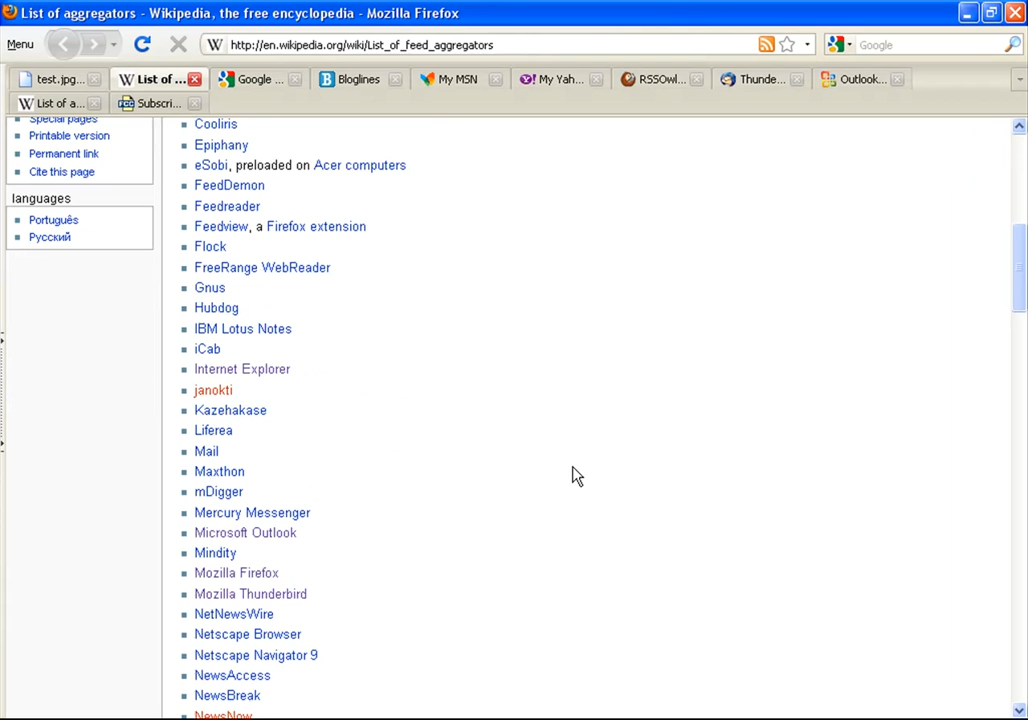 List of aggregators - Wikipedia, the free encyclopedia - Mozilla Firefox
Menu
http://en.wikipedia.org/wiki/List_of_feed_aggregators
Google
test.jpg...
List of ...
Google ...
Bloglines
My MSN
My Yah...
RSSOwl...
Thunde...
Outlook...
List of a...
Subscri...
Special pages
Printable version
Permanent link
Cite this page
languages
Português
Русский
Cooliris
Epiphany
eSobi, preloaded on Acer computers
FeedDemon
Feedreader
Feedview, a Firefox extension
Flock
FreeRange WebReader
Gnus
Hubdog
IBM Lotus Notes
iCab
Internet Explorer
janokti
Kazehakase
Liferea
Mail
Maxthon
mDigger
Mercury Messenger
Microsoft Outlook
Mindity
Mozilla Firefox
Mozilla Thunderbird
NetNewsWire
Netscape Browser
Netscape Navigator 9
NewsAccess
NewsBreak
NewsNow